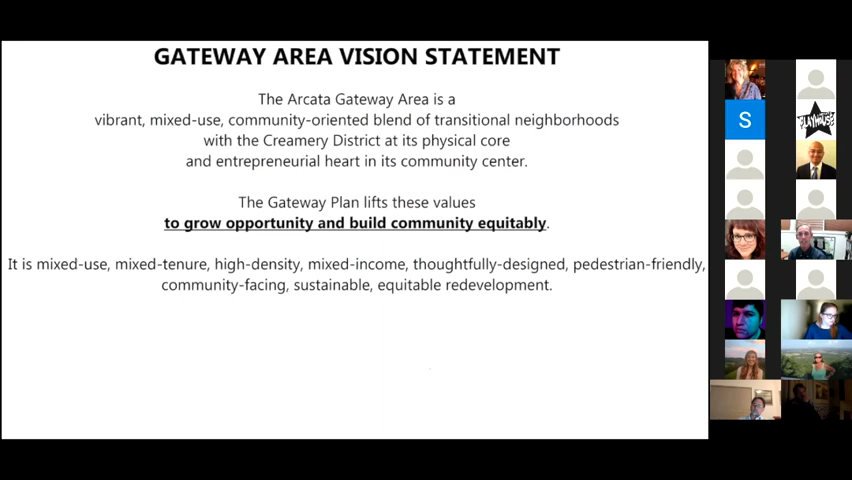 GATEWAY AREA VISION STATEMENT
The Arcata Gateway Area is a
vibrant, mixed-use, community-oriented blend of transitional neighborhoods
with the Creamery District at its physical core
and entrepreneurial heart in its community center.
The Gateway Plan lifts these values
to grow opportunity and build community equitably.
It is mixed-use, mixed-tenure, high-density, mixed-income, thoughtfully-designed, pedestrian-friendly,
community-facing, sustainable, equitable redevelopment.
S
PLAYHOUSE